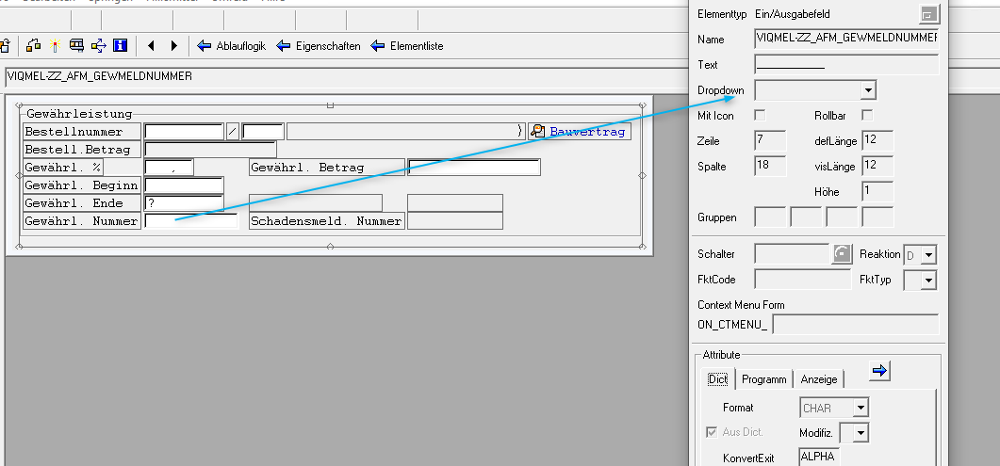 Ablauflogik Eigenschaften Elementliste
VIQMEL-ZZ_AFM_GEWMELDNUMMER
Gewährleistung
Bestellnummer / ) Bauvertrag
Bestell.Betrag
Gewährl. % , Gewährl. Betrag
Gewährl. Beginn
Gewährl. Ende ?
Gewährl. Nummer Schadensmeld. Nummer
Elementtyp Ein/Ausgabefeld
Name VIQMEL-ZZ_AFM_GEWMELDNUMMER
Text ____________
Dropdown
Mit Icon Rollbar
Zeile 7 defLänge 12
Spalte 18 visLänge 12
Höhe 1
Gruppen
Schalter Reaktion D
FktCode FktTyp
Context Menu Form
ON_CTMENU_
Attribute
Dict Programm Anzeige
Format CHAR
Aus Dict. Modifiz.
KonvertExit ALPHA